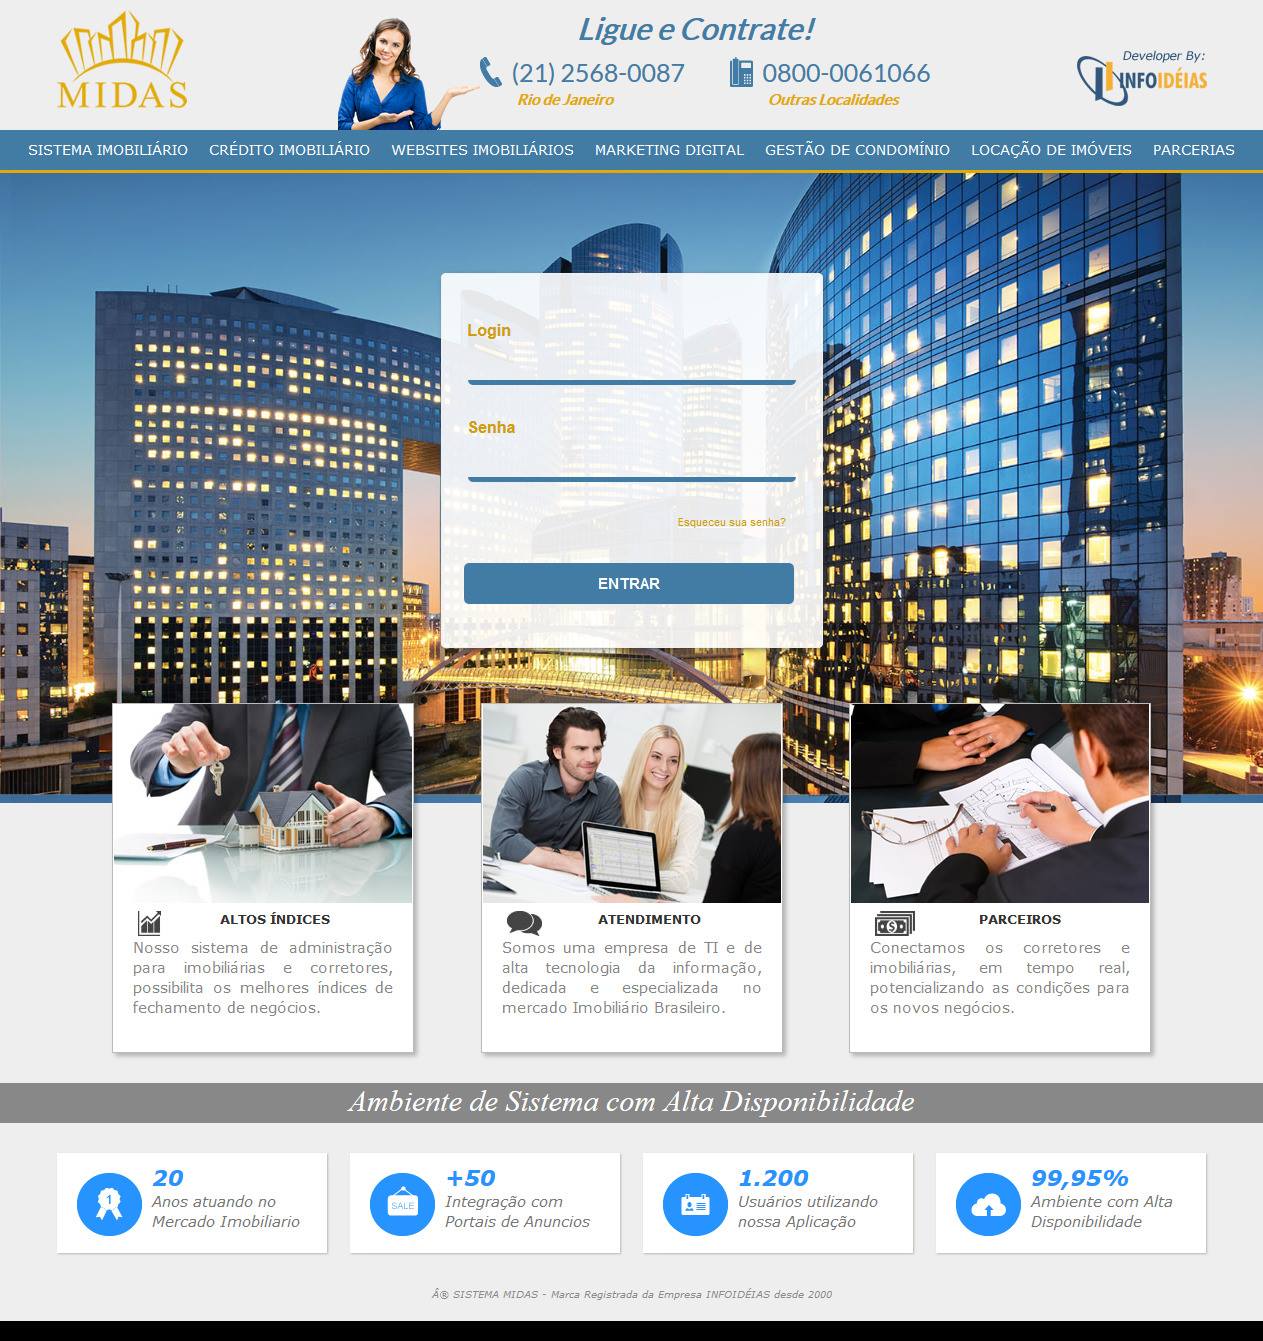 MIDAS
Ligue e Contrate!
(21) 2568-0087
Rio de Janeiro
0800-0061066
Outras Localidades
Developer By:
INFOIDÉIAS
SISTEMA IMOBILIÁRIO CRÉDITO IMOBILIÁRIO WEBSITES IMOBILIÁRIOS MARKETING DIGITAL GESTÃO DE CONDOMÍNIO LOCAÇÃO DE IMÓVEIS PARCERIAS
Login
Senha
Esqueceu sua senha?
ENTRAR
ALTOS ÍNDICES
Nosso sistema de administração
para imobiliárias e corretores,
possibilita os melhores índices de
fechamento de negócios.
ATENDIMENTO
Somos uma empresa de TI e de
alta tecnologia da informação,
dedicada e especializada no
mercado Imobiliário Brasileiro.
PARCEIROS
Conectamos os corretores e
imobiliárias, em tempo real,
potencializando as condições para
os novos negócios.
Ambiente de Sistema com Alta Disponibilidade
1
20
Anos atuando no
Mercado Imobiliario
SALE
+50
Integração com
Portais de Anuncios
1.200
Usuários utilizando
nossa Aplicação
99,95%
Ambiente com Alta
Disponibilidade
Â® SISTEMA MIDAS - Marca Registrada da Empresa INFOIDÉIAS desde 2000